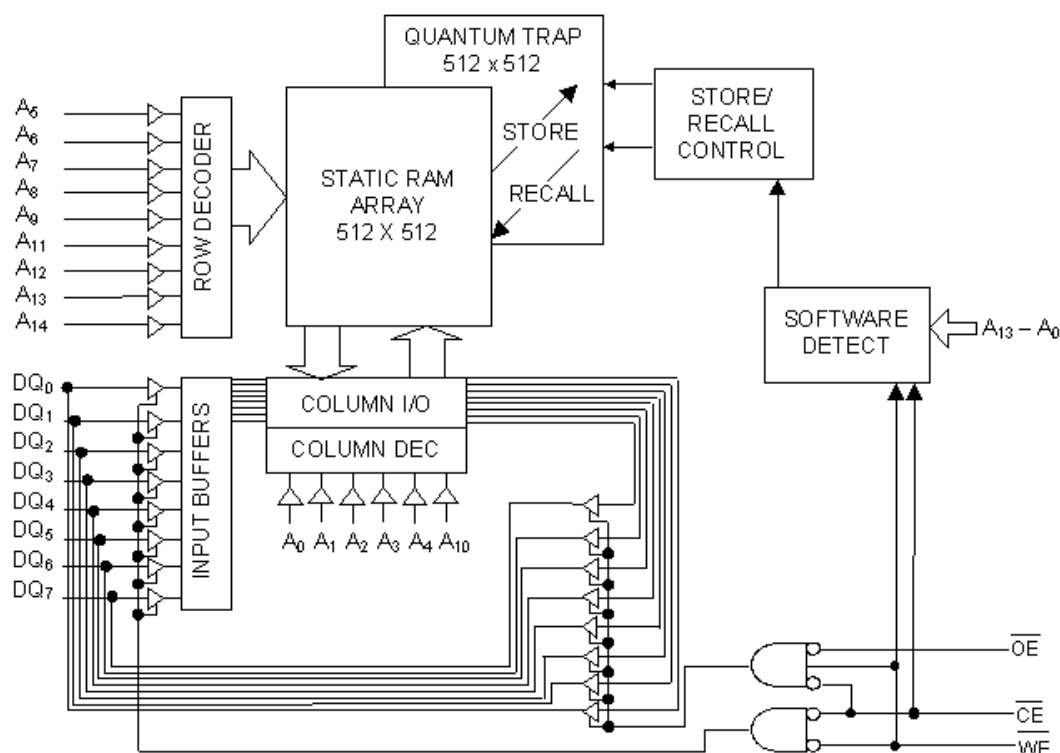 QUANTUM TRAP
512 x 512
STORE/
RECALL
CONTROL
STORE
RECALL
STATIC RAM
ARRAY
512 X 512
A5
A6
A7
A8
A9
A11
A12
A13
A14
ROW DECODER
SOFTWARE
DETECT
A13 – A0
DQ0
DQ1
DQ2
DQ3
DQ4
DQ5
DQ6
DQ7
INPUT BUFFERS
COLUMN I/O
COLUMN DEC
A0 A1 A2 A3 A4 A10
OE
CE
WE